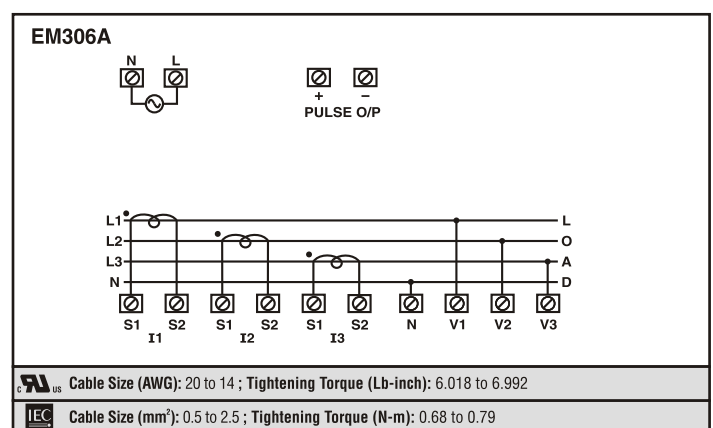 EM306A
N L
+ −
PULSE O/P
L1 L
L2 O
L3 A
N D
S1 S2 S1 S2 S1 S2 N V1 V2 V3
I1 I2 I3
c RU us Cable Size (AWG): 20 to 14 ; Tightening Torque (Lb-inch): 6.018 to 6.992
IEC Cable Size (mm²): 0.5 to 2.5 ; Tightening Torque (N-m): 0.68 to 0.79